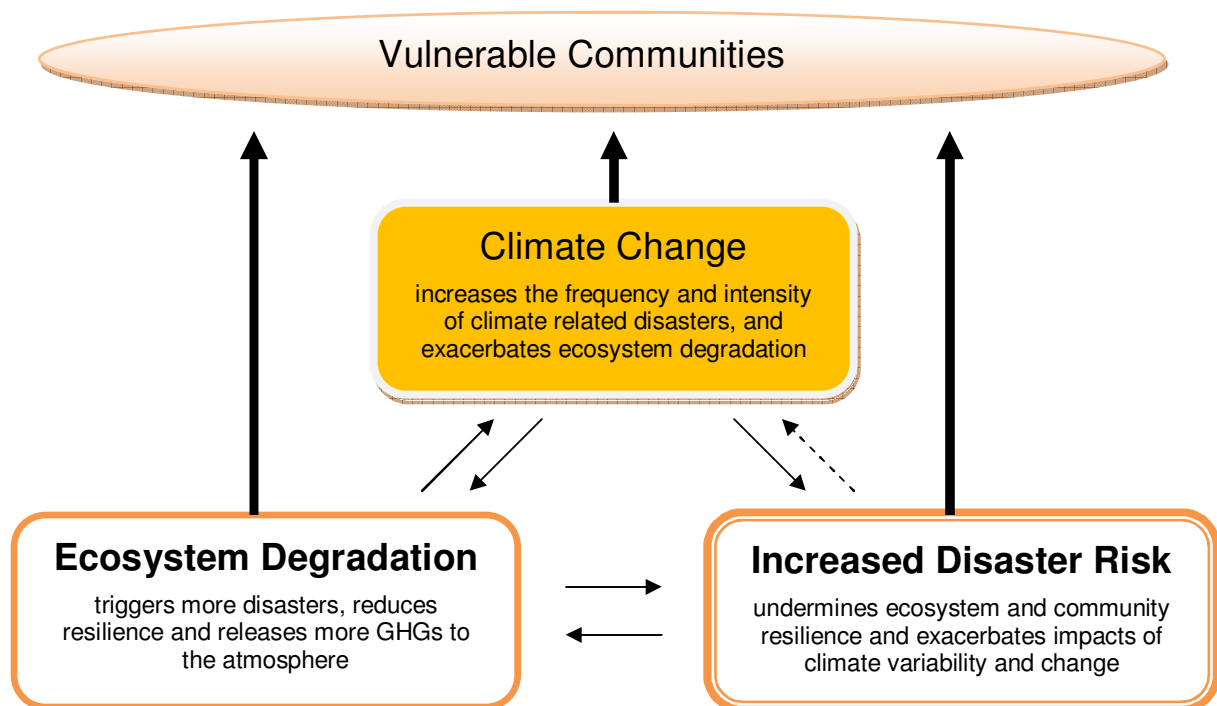 Vulnerable Communities
Climate Change
increases the frequency and intensity
of climate related disasters, and
exacerbates ecosystem degradation
Ecosystem Degradation
triggers more disasters, reduces
resilience and releases more GHGs to
the atmosphere
Increased Disaster Risk
undermines ecosystem and community
resilience and exacerbates impacts of
climate variability and change